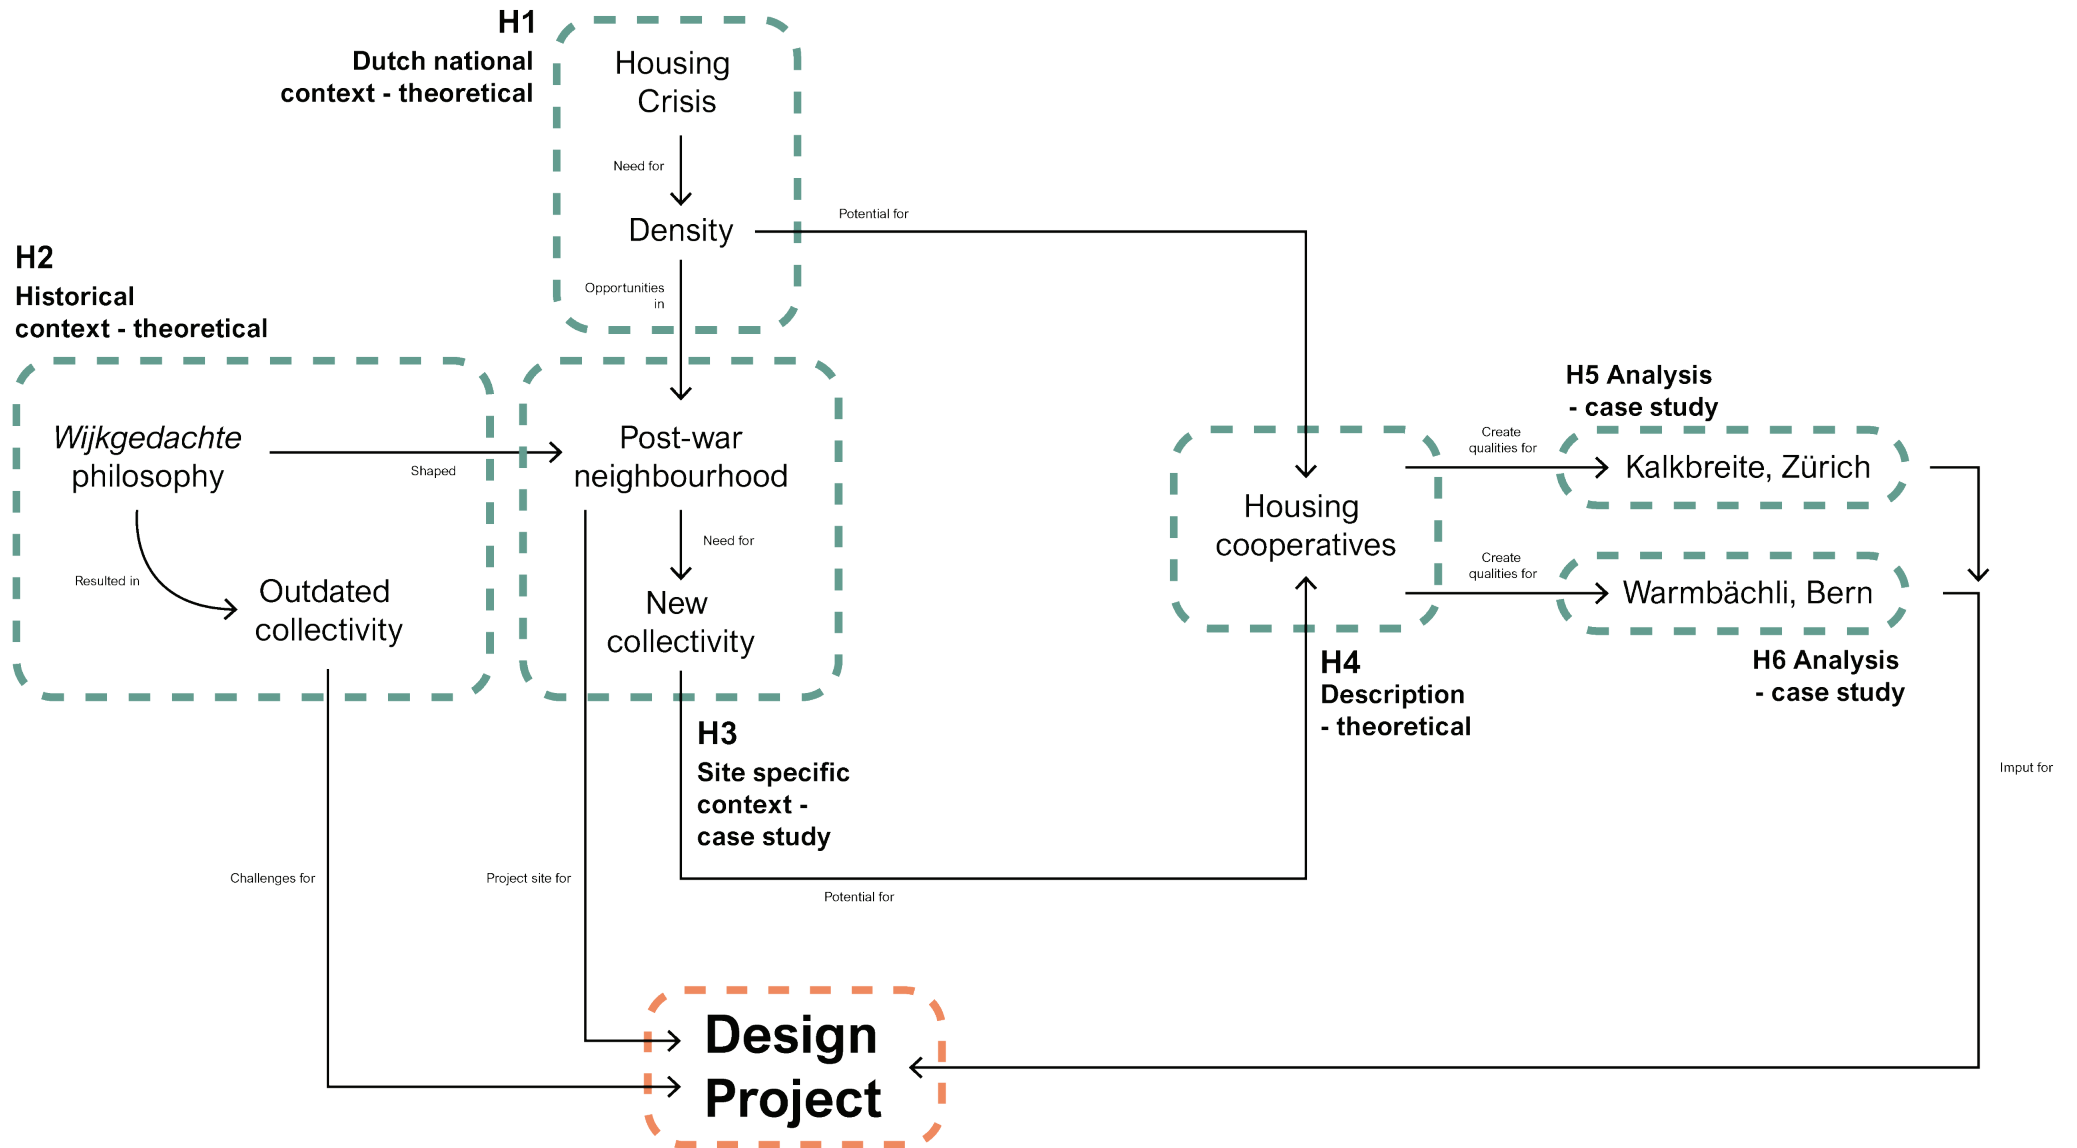 H1
Dutch national
context - theoretical
Housing
Crisis
Need for
Density
Potential for
Opportunities
in
H2
Historical
context - theoretical
Wijkgedachte
philosophy
Shaped
Resulted in
Outdated
collectivity
Post-war
neighbourhood
Need for
New
collectivity
H3
Site specific
context -
case study
Housing
cooperatives
H4
Description
- theoretical
Create
qualities for
Create
qualities for
H5 Analysis
- case study
Kalkbreite, Zürich
Warmbächli, Bern
H6 Analysis
- case study
Imput for
Challenges for
Project site for
Potential for
Design
Project